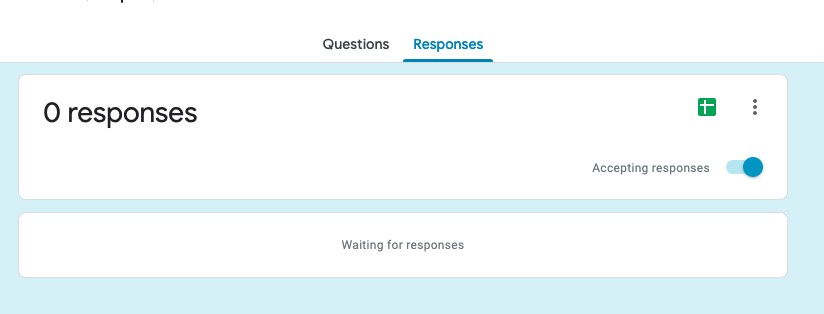 Questions
Responses
0 responses
Accepting responses
Waiting for responses